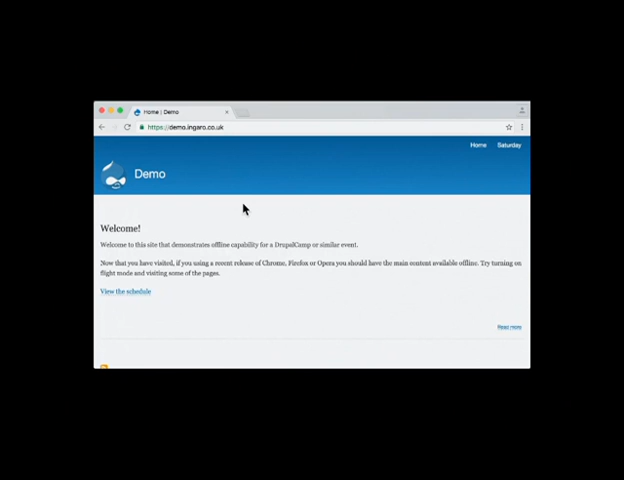 Home | Demo
https://demo.ingaro.co.uk
Home Saturday
Demo
Welcome!
Welcome to this site that demonstrates offline capability for a DrupalCamp or similar event.
Now that you have visited, if you using a recent release of Chrome, Firefox or Opera you should have the main content available offline. Try turning on
flight mode and visiting some of the pages.
View the schedule
Read more